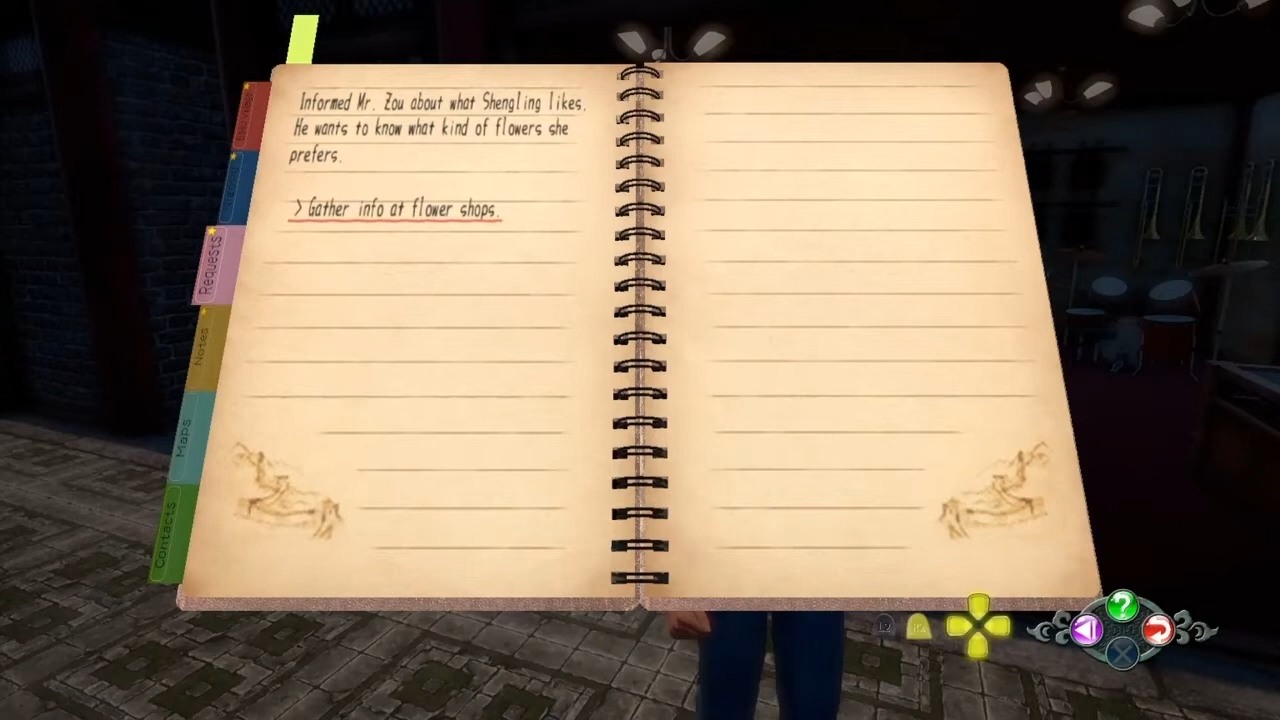 Informed Mr. Zou about what Shengling likes.
He wants to know what kind of flowers she
prefers.
> Gather info at flower shops.
Requests
Notes
Maps
Contacts
?